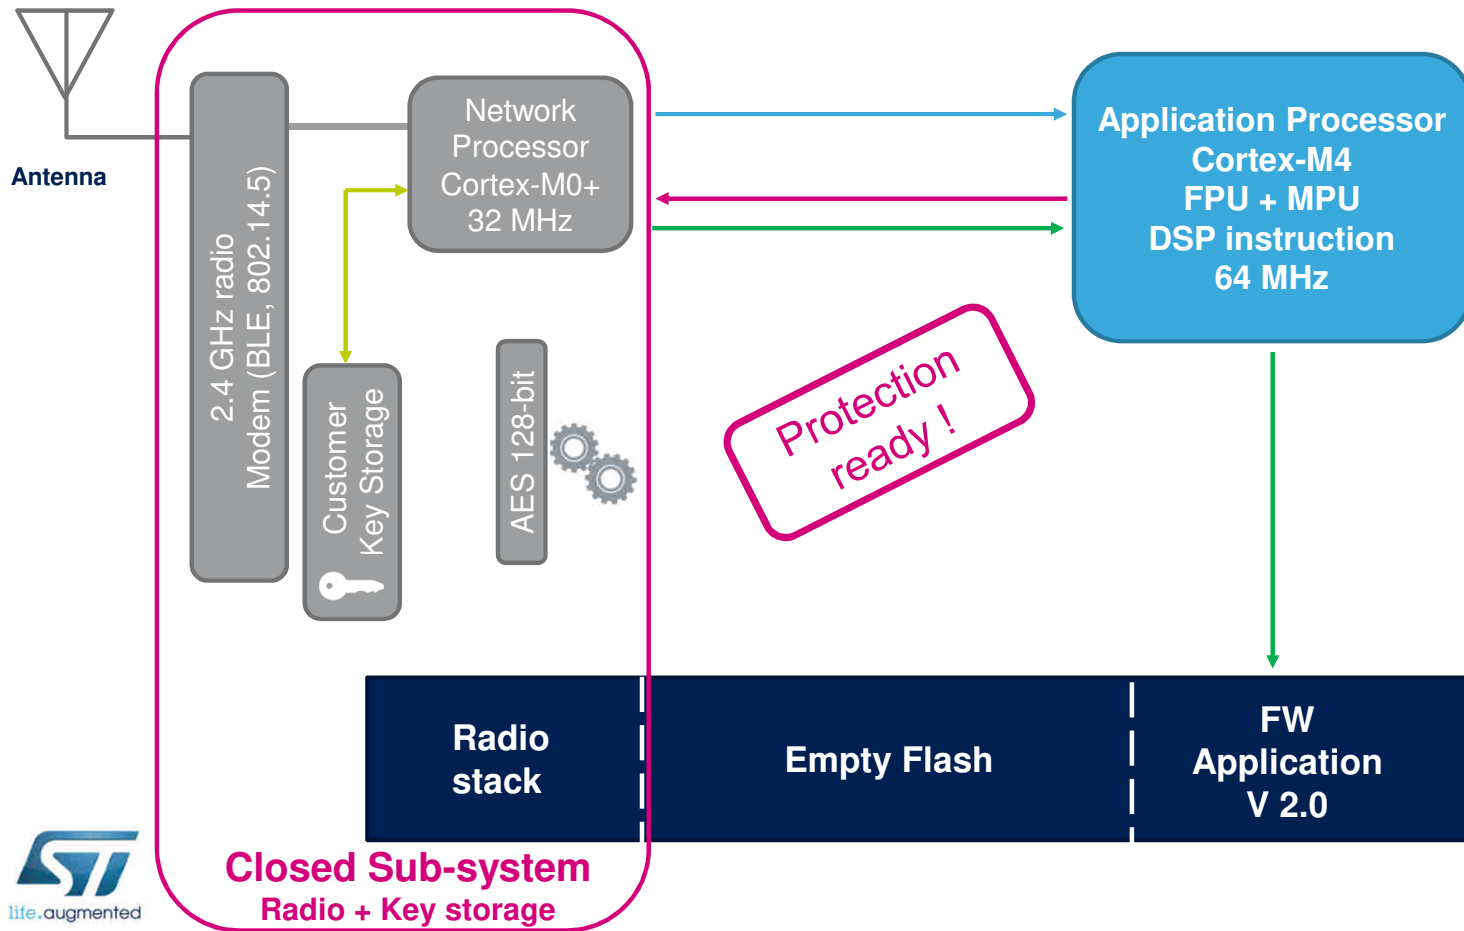 Antenna
2.4 GHz radio
Modem (BLE, 802.14.5)
Network
Processor
Cortex-M0+
32 MHz
Customer
Key Storage
AES 128-bit
Application Processor
Cortex-M4
FPU + MPU
DSP instruction
64 MHz
Protection
ready !
Radio
stack
Empty Flash
FW
Application
V 2.0
Closed Sub-system
Radio + Key storage
ST
life.augmented